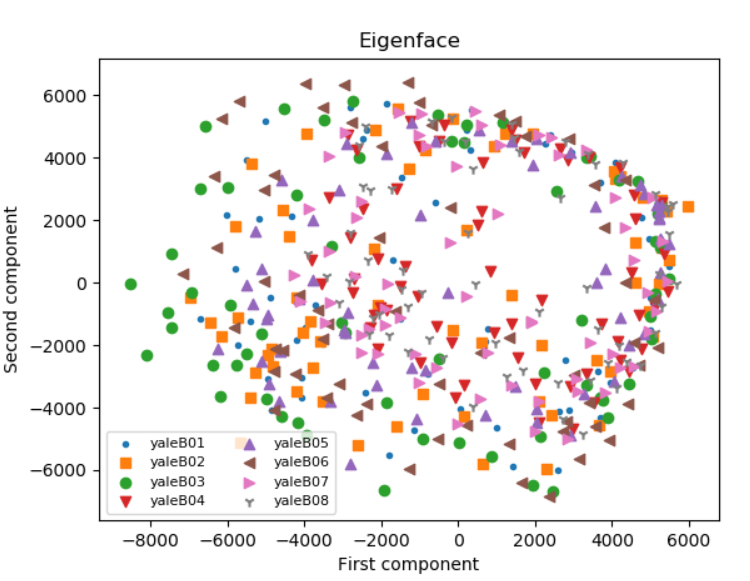 Eigenface
6000
4000
2000
0
−2000
−4000
−6000
Second component
yaleB01
yaleB02
yaleB03
yaleB04
yaleB05
yaleB06
yaleB07
yaleB08
−8000 −6000 −4000 −2000 0 2000 4000 6000
First component